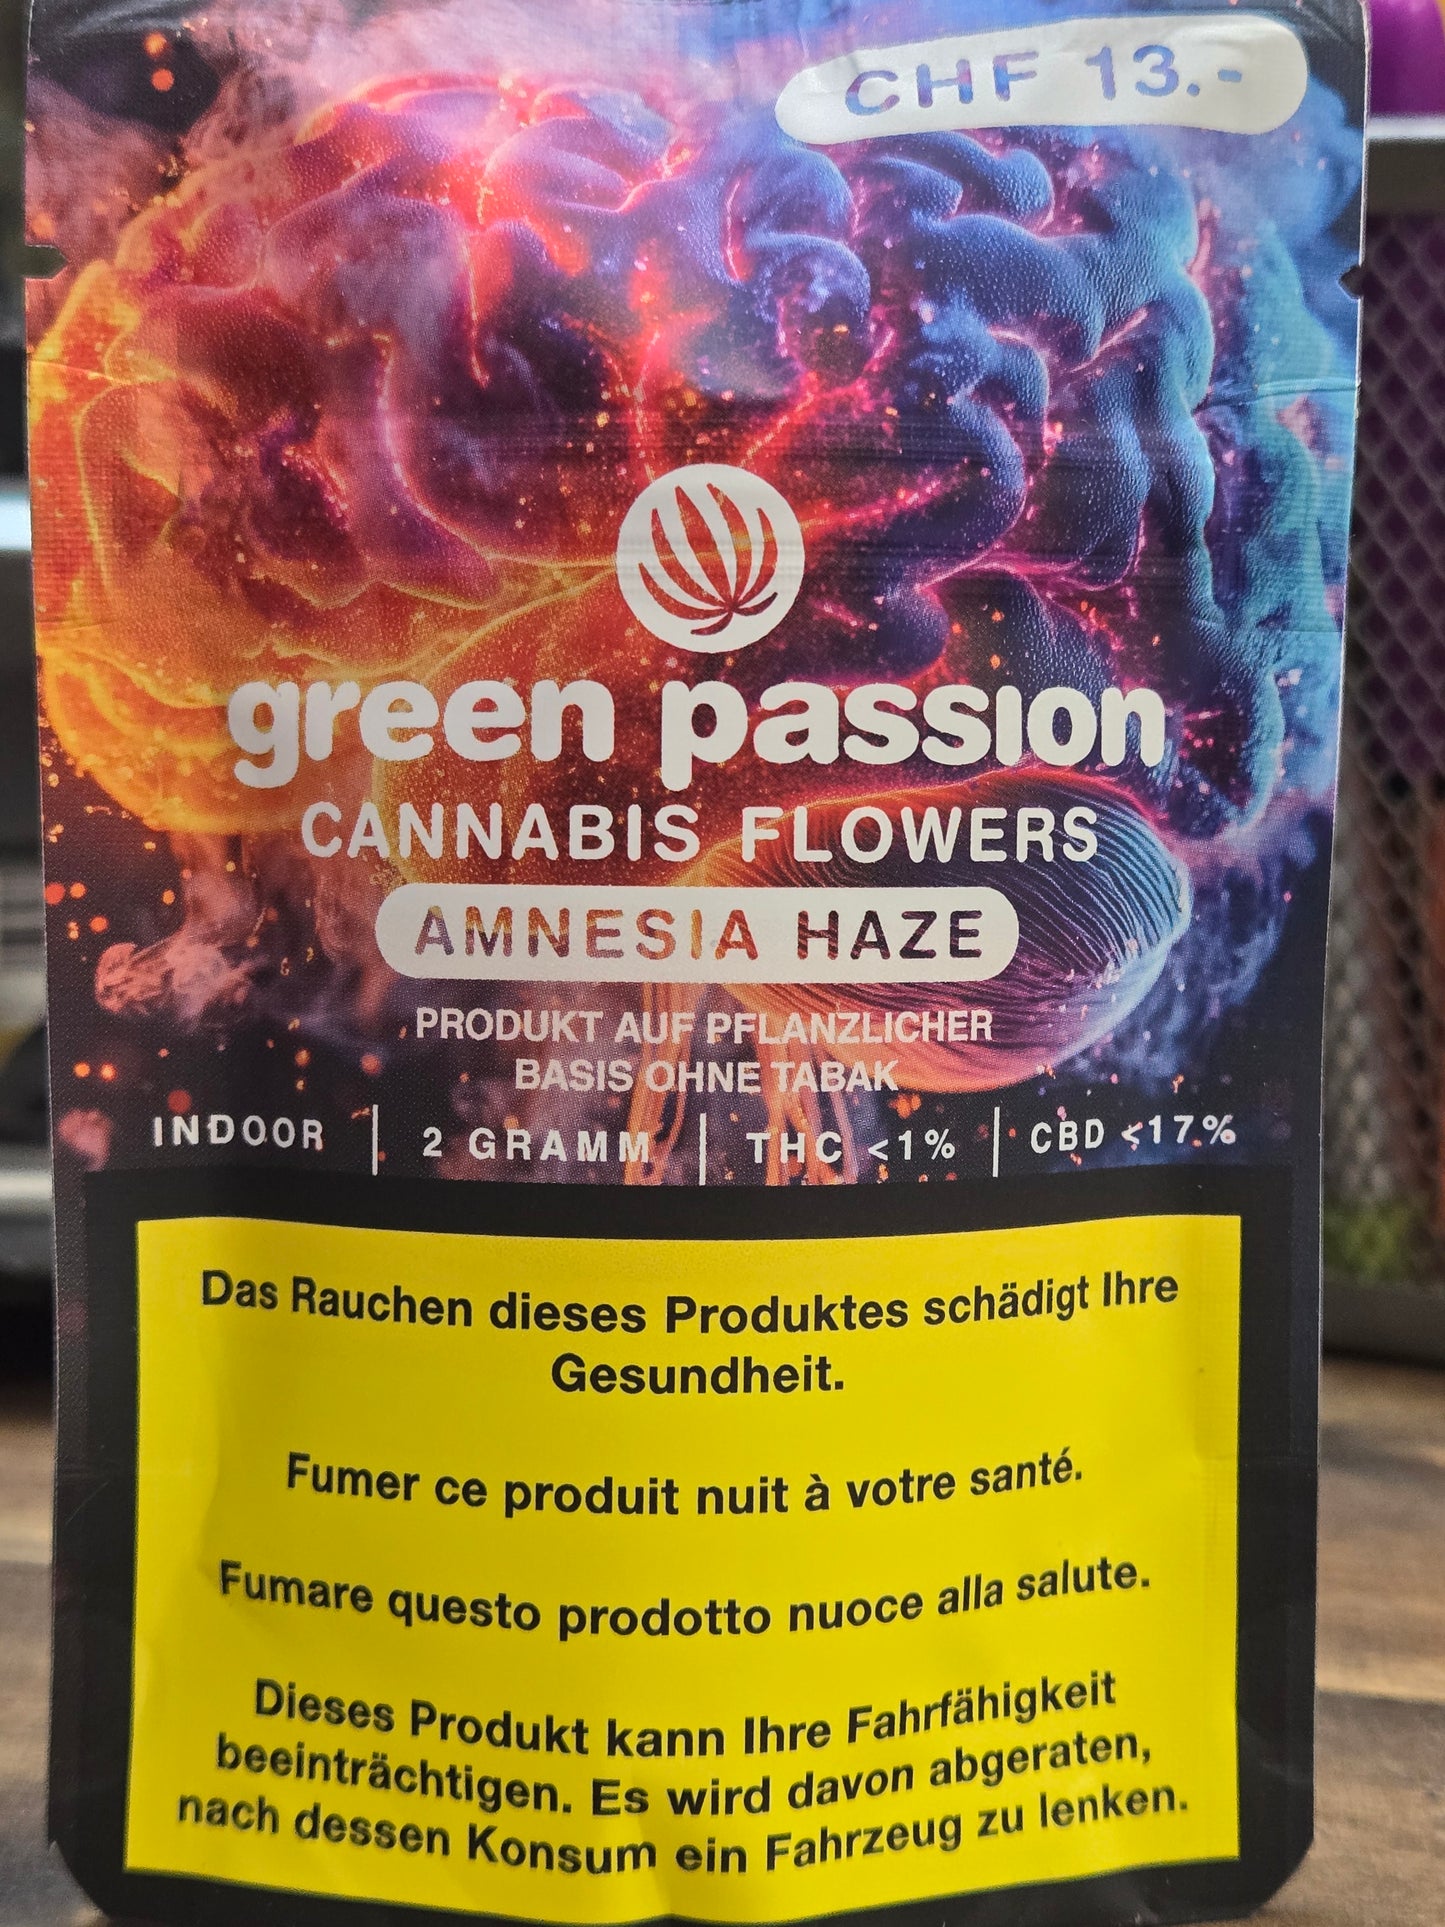 CHF 13.-
green passion
CANNABIS FLOWERS
AMNESIA HAZE
PRODUKT AUF PFLANZLICHER
BASIS OHNE TABAK
INDOOR | 2 GRAMM | THC <1% | CBD <17%
Das Rauchen dieses Produktes schädigt Ihre
Gesundheit.
Fumer ce produit nuit à votre santé.
Fumare questo prodotto nuoce alla salute.
Dieses Produkt kann Ihre Fahrfähigkeit
beeinträchtigen. Es wird davon abgeraten,
nach dessen Konsum ein Fahrzeug zu lenken.